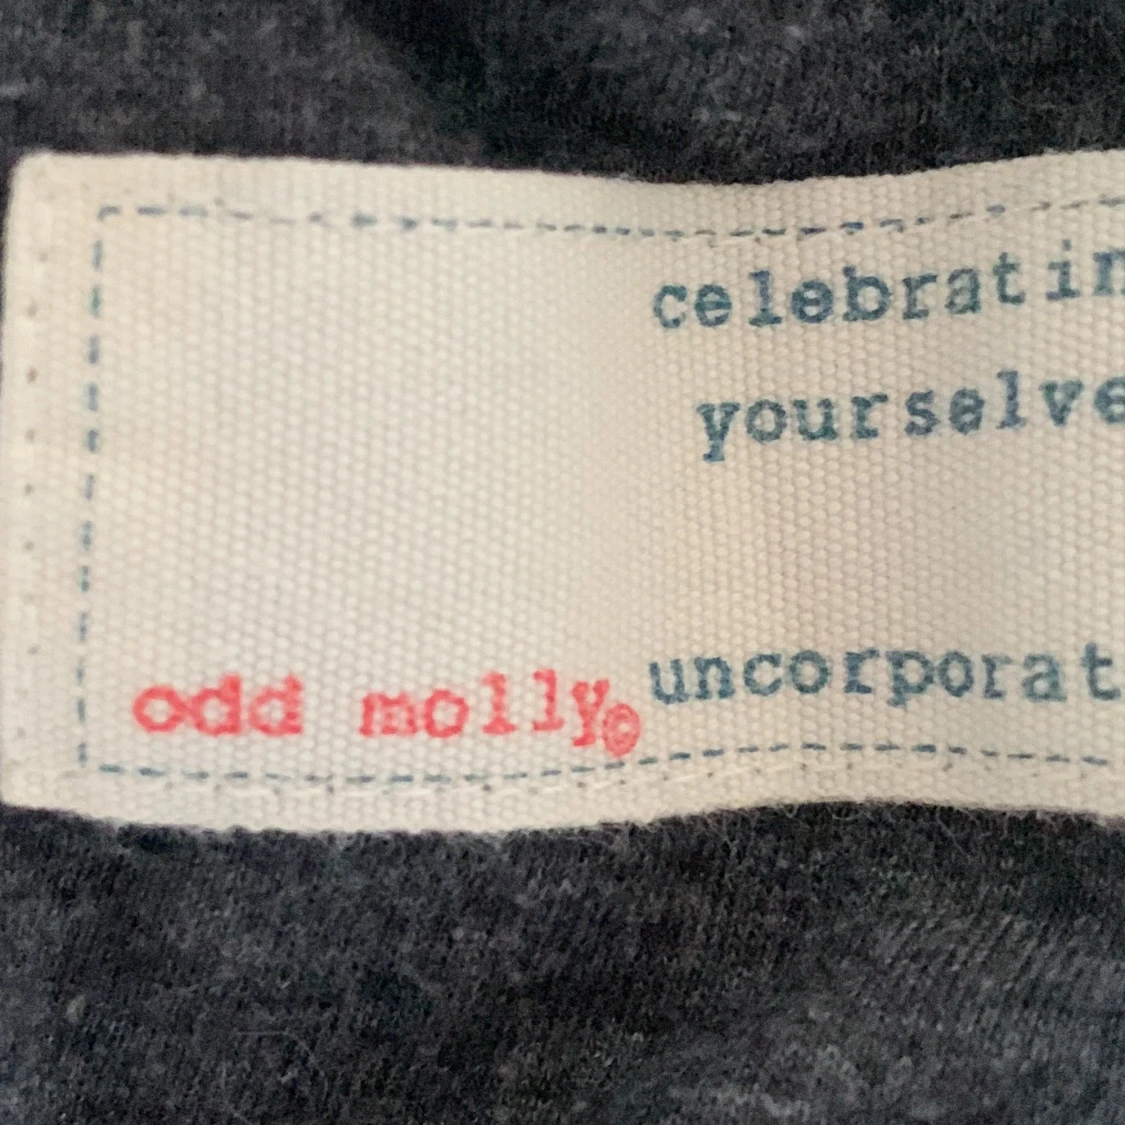 celebratin
yourselve
odd molly© uncorporat